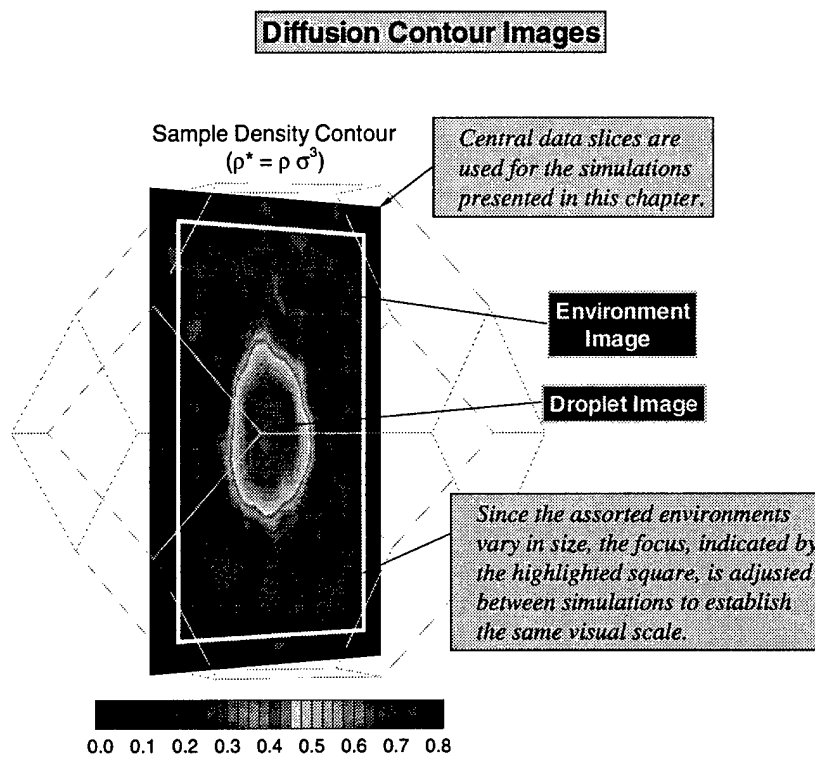 Diffusion Contour Images
Sample Density Contour
(ρ* = ρ σ³)
Central data slices are
used for the simulations
presented in this chapter.
Environment
Image
Droplet Image
Since the assorted environments
vary in size, the focus, indicated by
the highlighted square, is adjusted
between simulations to establish
the same visual scale.
0.0 0.1 0.2 0.3 0.4 0.5 0.6 0.7 0.8